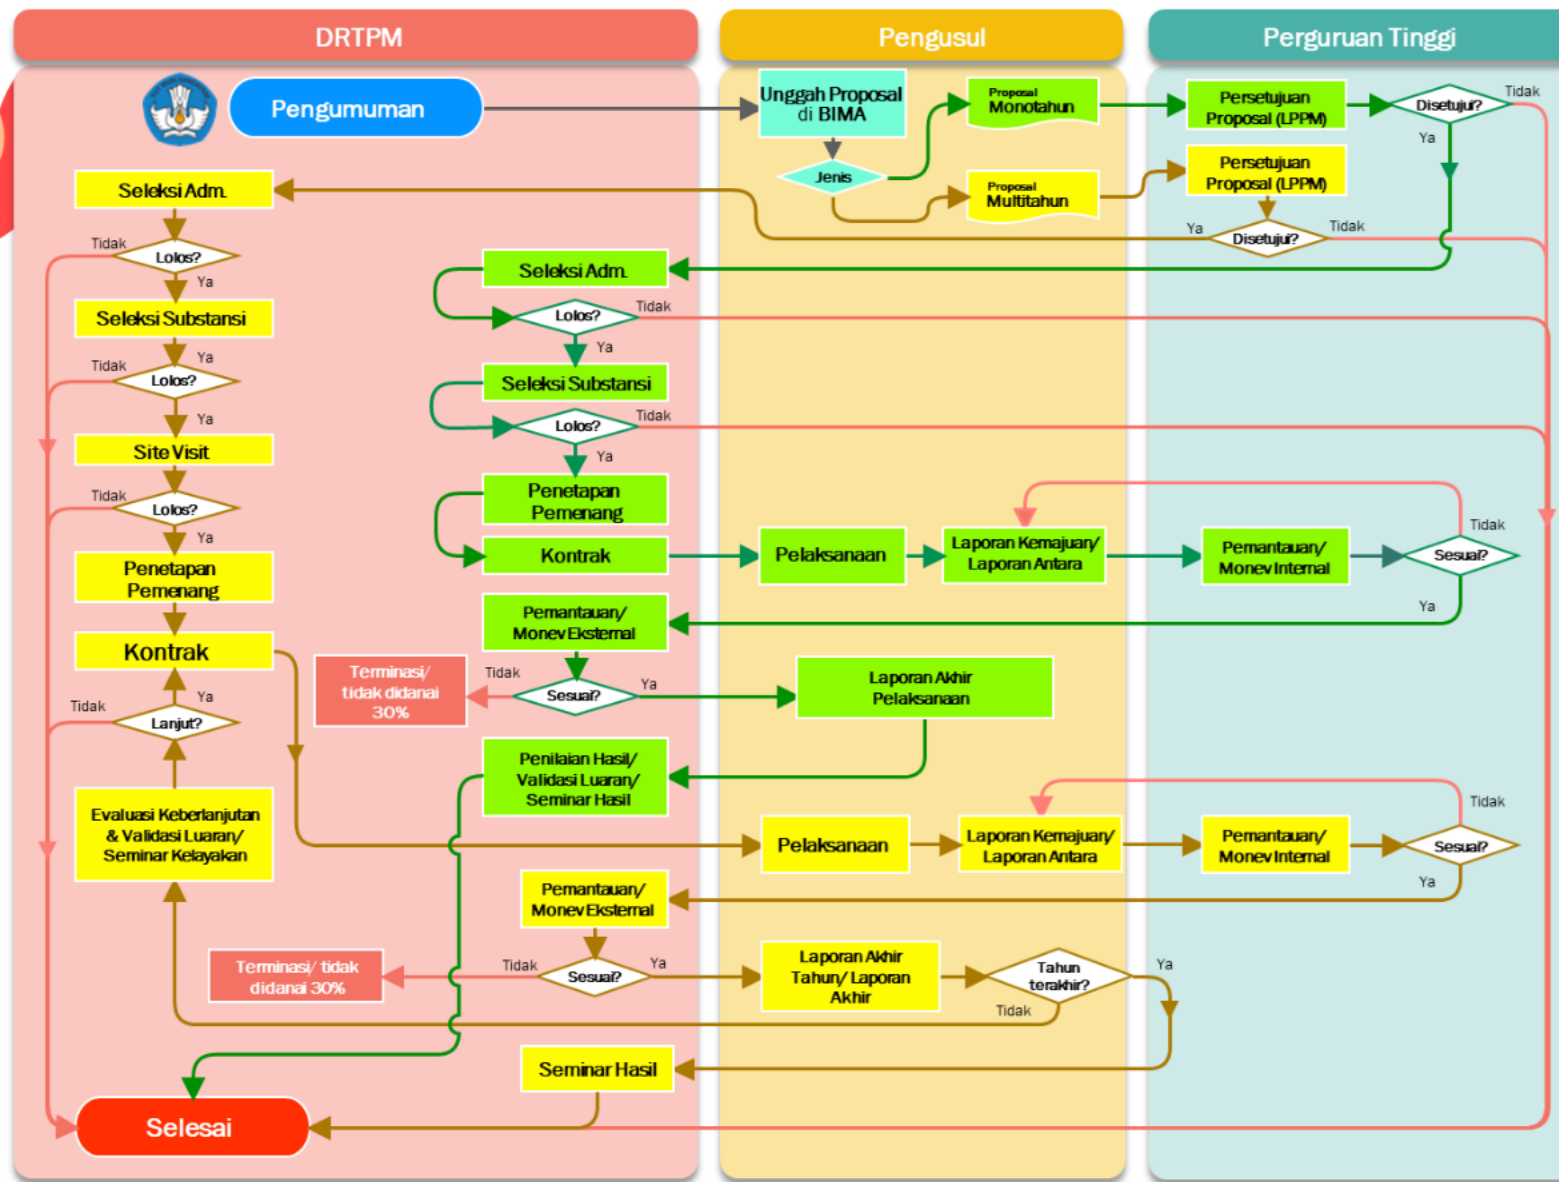 DRTPM
Pengusul
Perguruan Tinggi
Pengumuman
Unggah Proposal
di BIMA
Jenis
Proposal
Monotahun
Proposal
Multitahun
Persetujuan
Proposal (LPPM)
Disetujui?
Tidak
Ya
Persetujuan
Proposal (LPPM)
Disetujui?
Ya
Tidak
Seleksi Adm.
Tidak
Lolos?
Ya
Seleksi Substansi
Tidak
Ya
Lolos?
Ya
Site Visit
Tidak
Lolos?
Ya
Penetapan
Pemenang
Kontrak
Ya
Tidak
Lanjut?
Evaluasi Keberlanjutan
& Validasi Luaran/
Seminar Kelayakan
Seleksi Adm.
Lolos?
Tidak
Ya
Seleksi Substansi
Lolos?
Tidak
Ya
Penetapan
Pemenang
Kontrak
Pelaksanaan
Laporan Kemajuan/
Laporan Antara
Pemantauan/
Monev Internal
Sesuai?
Tidak
Ya
Pemantauan/
Monev Eksternal
Terminasi/
tidak didanai
30%
Tidak
Sesuai?
Ya
Laporan Akhir
Pelaksanaan
Penilaian Hasil/
Validasi Luaran/
Seminar Hasil
Pelaksanaan
Laporan Kemajuan/
Laporan Antara
Pemantauan/
Monev Internal
Sesuai?
Tidak
Ya
Pemantauan/
Monev Eksternal
Terminasi/ tidak
didanai 30%
Tidak
Sesuai?
Ya
Laporan Akhir
Tahun/ Laporan
Akhir
Tahun
terakhir?
Ya
Tidak
Seminar Hasil
Selesai